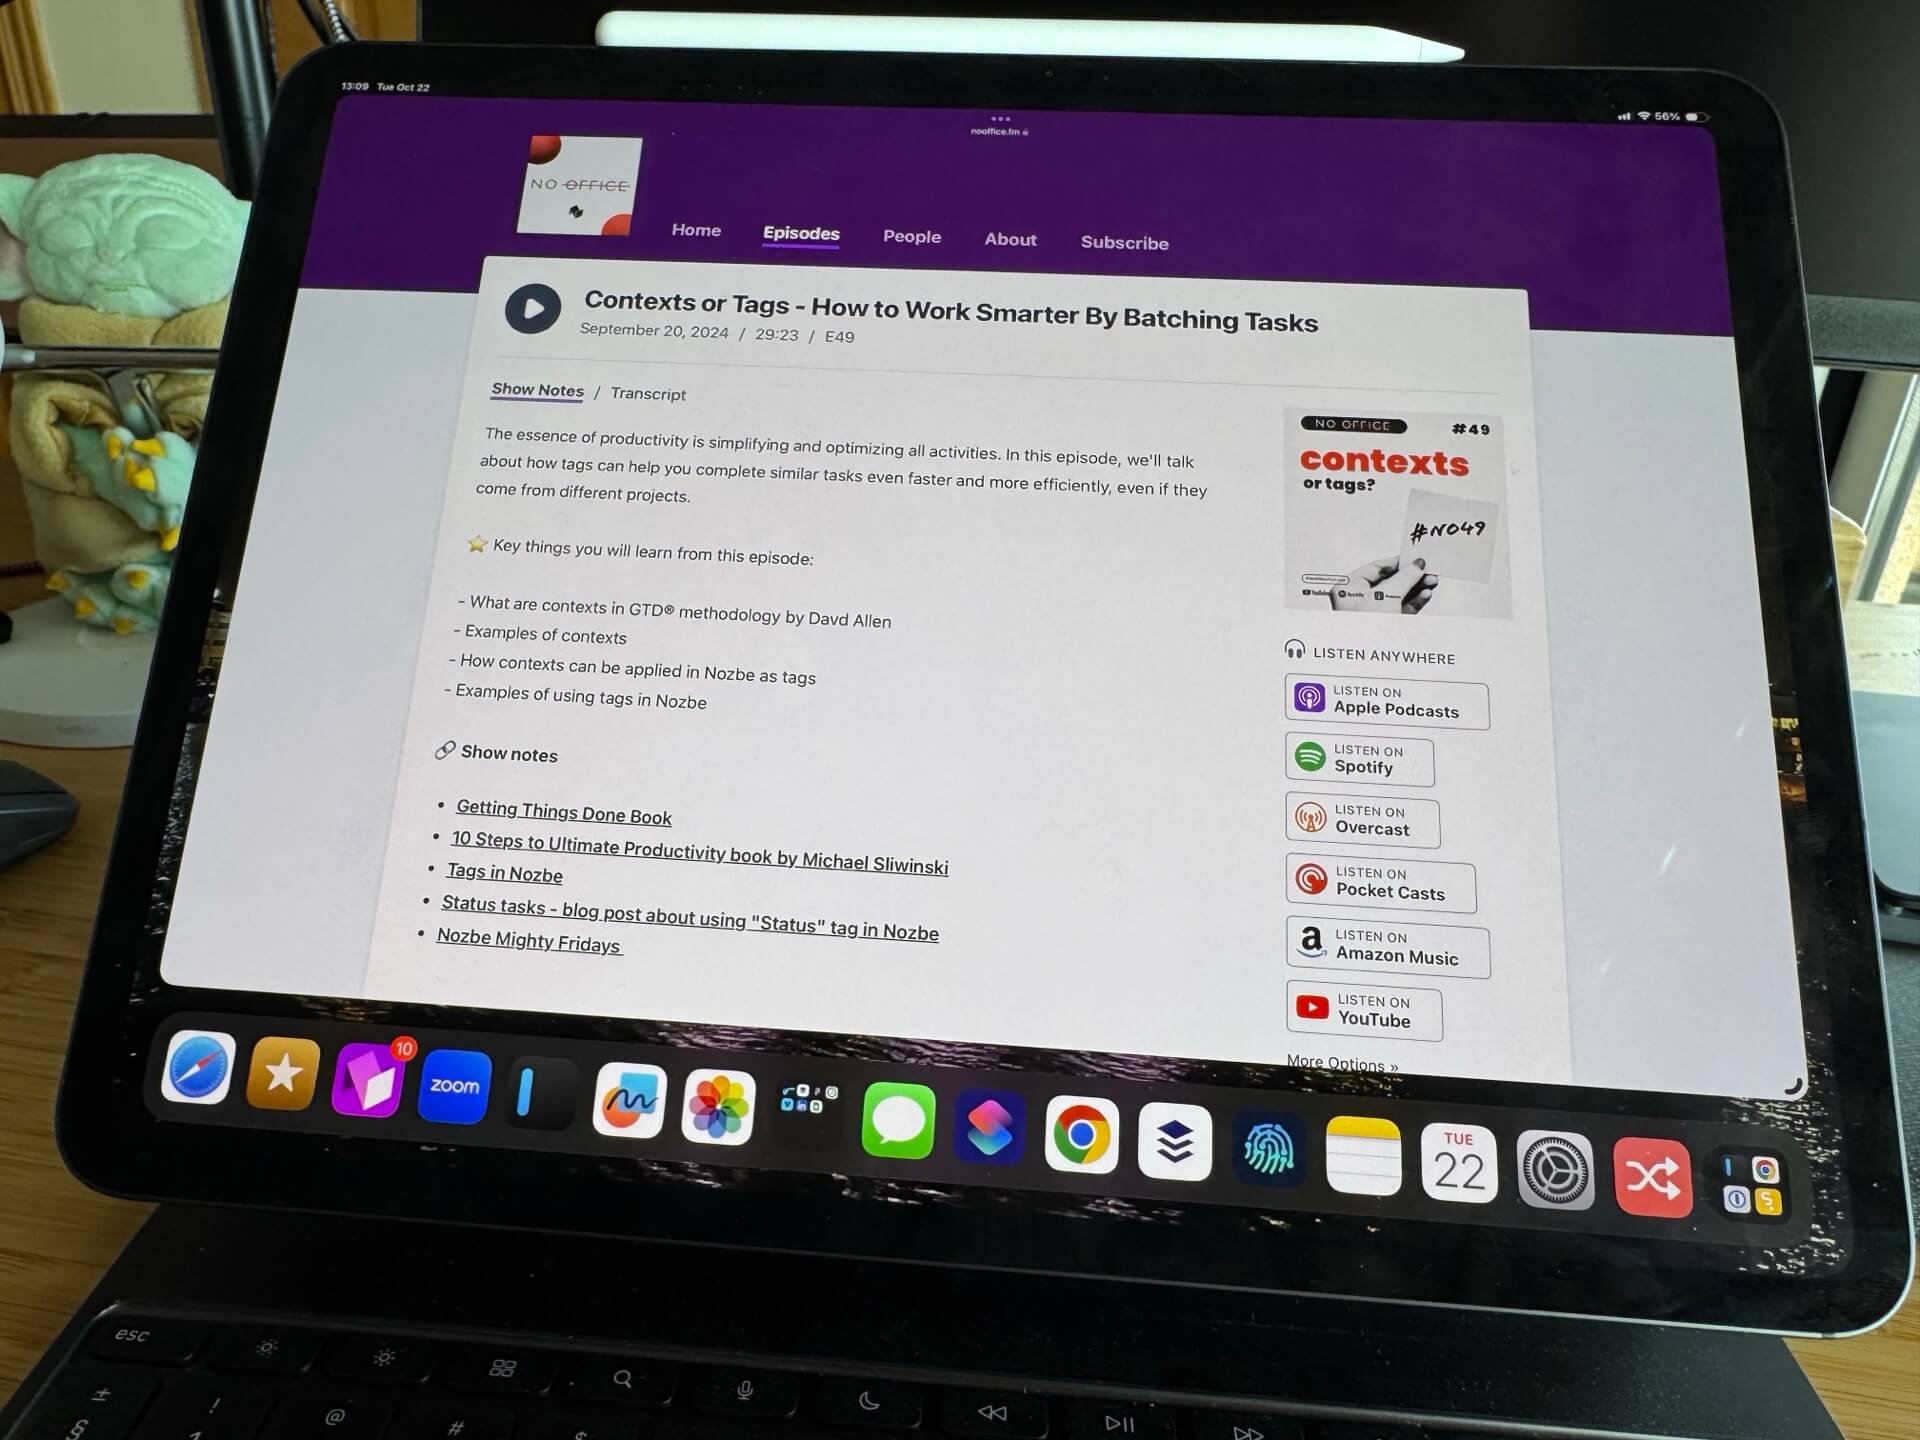 13:09 Tue Oct 22
56%
nooffice.fm
NO OFFICE
Home Episodes People About Subscribe
Contexts or Tags - How to Work Smarter By Batching Tasks
September 20, 2024 / 29:23 / E49
Show Notes / Transcript
The essence of productivity is simplifying and optimizing all activities. In this episode, we'll talk
about how tags can help you complete similar tasks even faster and more efficiently, even if they
come from different projects.
⭐ Key things you will learn from this episode:
- What are contexts in GTD® methodology by Davd Allen
- Examples of contexts
- How contexts can be applied in Nozbe as tags
- Examples of using tags in Nozbe
🔗 Show notes
• Getting Things Done Book
• 10 Steps to Ultimate Productivity book by Michael Sliwinski
• Tags in Nozbe
• Status tasks - blog post about using "Status" tag in Nozbe
• Nozbe Mighty Fridays
NO OFFICE #49
contexts
or tags?
#NO49
YouTube Spotify
LISTEN ANYWHERE
LISTEN ON
Apple Podcasts
LISTEN ON
Spotify
LISTEN ON
Overcast
LISTEN ON
Pocket Casts
LISTEN ON
Amazon Music
LISTEN ON
YouTube
More Options »
10
zoom
TUE
22
esc
± ! @ # $
§ 1